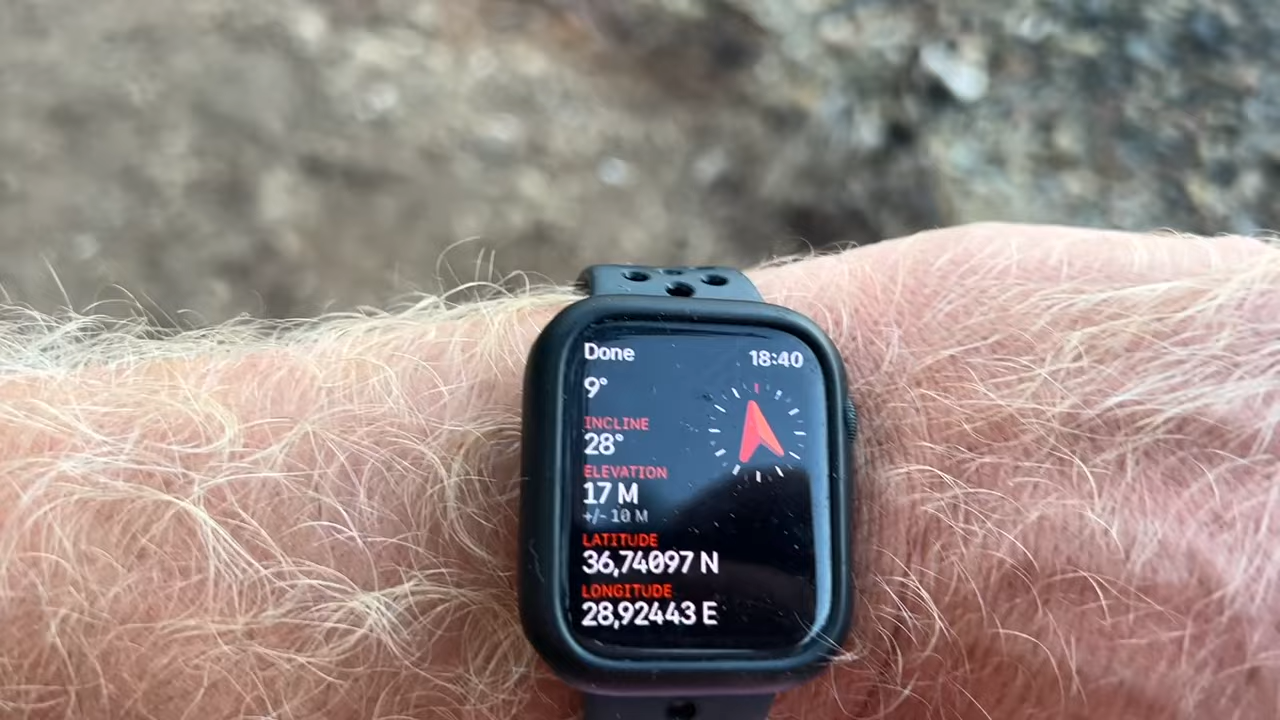 Done
18:40
9°
INCLINE
28°
ELEVATION
17 M
+/- 10 M
LATITUDE
36,74097 N
LONGITUDE
28,92443 E